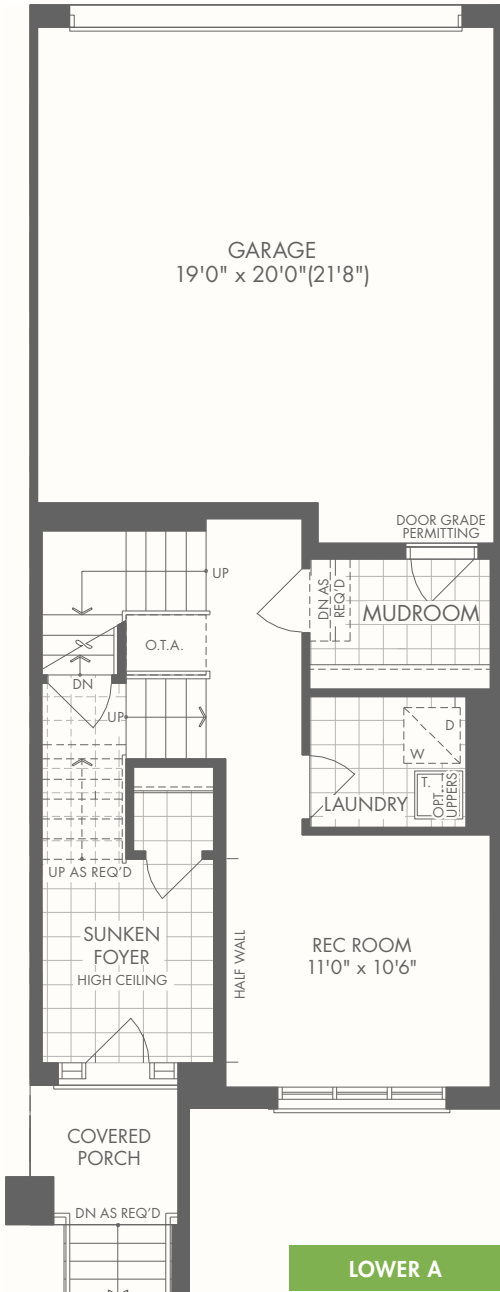 GARAGE
19'0" x 20'0"(21'8")
DOOR GRADE
PERMITTING
UP
DN AS
REQ'D
MUDROOM
O.T.A.
DN
UP
D
W
T.
OPT.
UPPERS
LAUNDRY
UP AS REQ'D
SUNKEN
FOYER
HIGH CEILING
HALF WALL
REC ROOM
11'0" x 10'6"
COVERED
PORCH
DN AS REQ'D
LOWER A